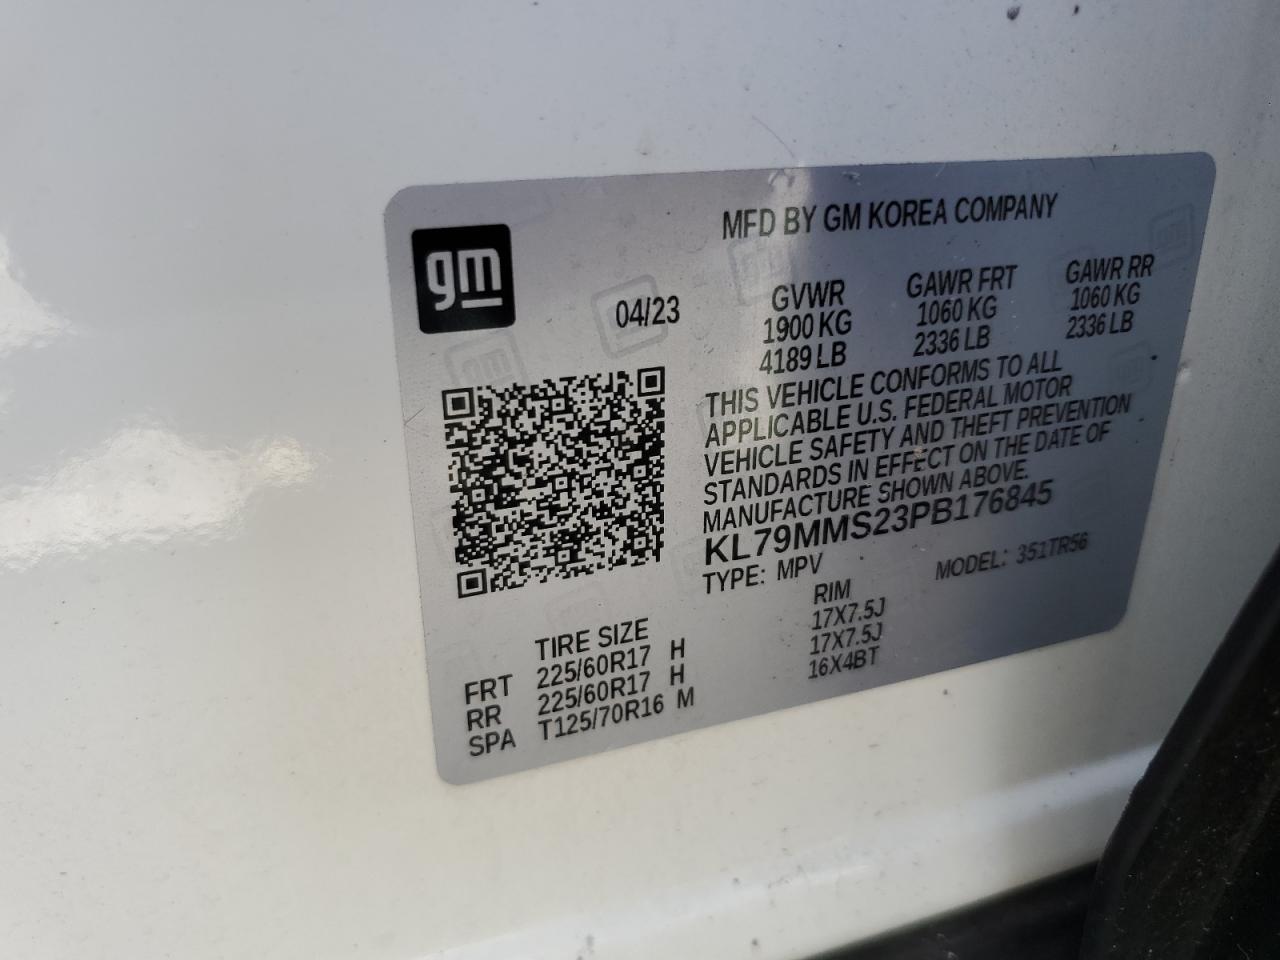 gm
MFD BY GM KOREA COMPANY
04/23
GVWR GAWR FRT GAWR RR
1900 KG 1060 KG 1060 KG
4189 LB 2336 LB 2336 LB
THIS VEHICLE CONFORMS TO ALL
APPLICABLE U.S. FEDERAL MOTOR
VEHICLE SAFETY AND THEFT PREVENTION
STANDARDS IN EFFECT ON THE DATE OF
MANUFACTURE SHOWN ABOVE.
KL79MMS23PB176845
TYPE: MPV MODEL: 351TR56
TIRE SIZE RIM
FRT 225/60R17 H 17X7.5J
RR 225/60R17 H 17X7.5J
SPA T125/70R16 M 16X4BT